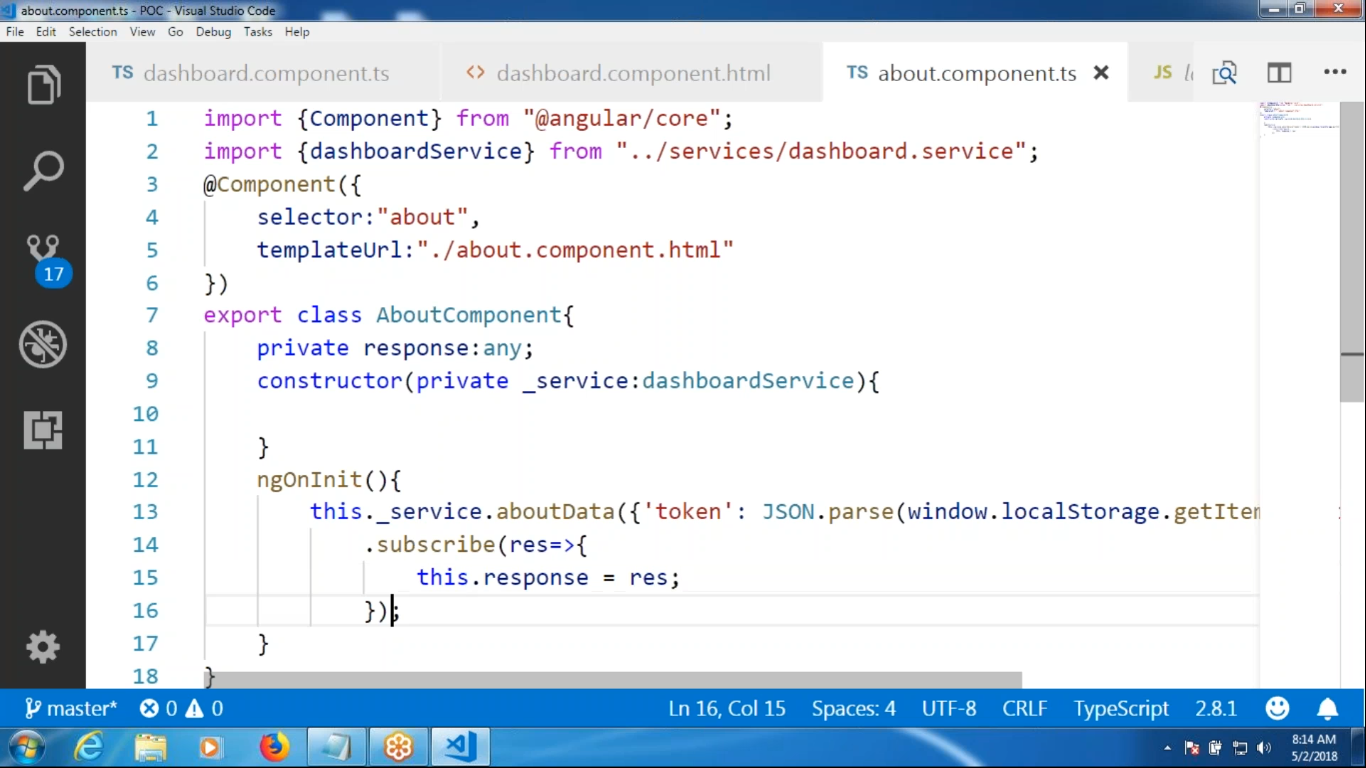 about.component.ts - POC - Visual Studio Code
File Edit Selection View Go Debug Tasks Help
TS dashboard.component.ts <> dashboard.component.html TS about.component.ts JS
1 import {Component} from "@angular/core";
2 import {dashboardService} from "../services/dashboard.service";
3 @Component({
4 selector:"about",
5 templateUrl:"./about.component.html"
6 })
7 export class AboutComponent{
8 private response:any;
9 constructor(private _service:dashboardService){
10
11 }
12 ngOnInit(){
13 this._service.aboutData({'token': JSON.parse(window.localStorage.getItem
14 .subscribe(res=>{
15 this.response = res;
16 });
17 }
18 }
17
master* 0 0 Ln 16, Col 15 Spaces: 4 UTF-8 CRLF TypeScript 2.8.1
8:14 AM
5/2/2018